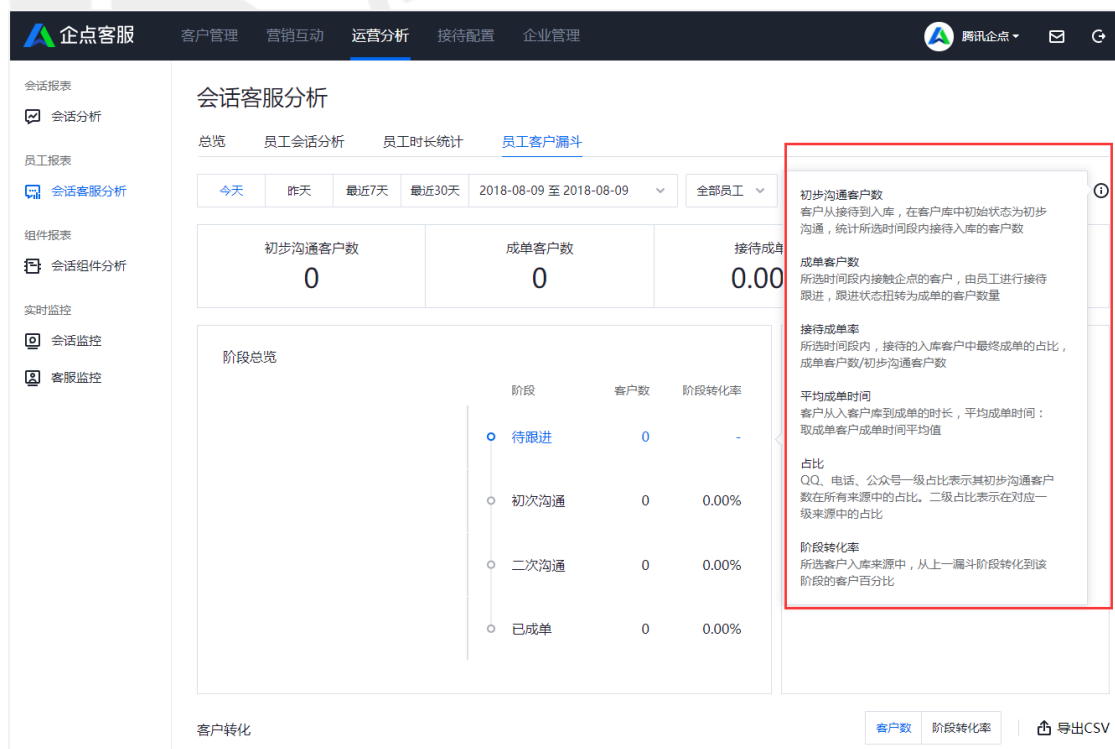 企点客服
客户管理 营销互动 运营分析 接待配置 企业管理
腾讯企点
会话报表
会话分析
员工报表
会话客服分析
组件报表
会话组件分析
实时监控
会话监控
客服监控
会话客服分析
总览 员工会话分析 员工时长统计 员工客户漏斗
今天 昨天 最近7天 最近30天 2018-08-09 至 2018-08-09 全部员工
初步沟通客户数 成单客户数 接待成单
0 0 0.00
阶段总览
阶段 客户数 阶段转化率
待跟进 0 -
初次沟通 0 0.00%
二次沟通 0 0.00%
已成单 0 0.00%
初步沟通客户数
客户从接待到入库，在客户库中初始状态为初步
沟通，统计所选时间段内接待入库的客户数
成单客户数
所选时间段内接触企点的客户，由员工进行接待
跟进，跟进状态扭转为成单的客户数量
接待成单率
所选时间段内，接待的入库客户中最终成单的占比，
成单客户数/初步沟通客户数
平均成单时间
客户从入客户库到成单的时长，平均成单时间：
取成单客户成单时间平均值
占比
QQ、电话、公众号一级占比表示其初步沟通客户
数在所有来源中的占比。二级占比表示在对应一
级来源中的占比
阶段转化率
所选客户入库来源中，从上一漏斗阶段转化到该
阶段的客户百分比
客户转化
客户数 阶段转化率 导出CSV